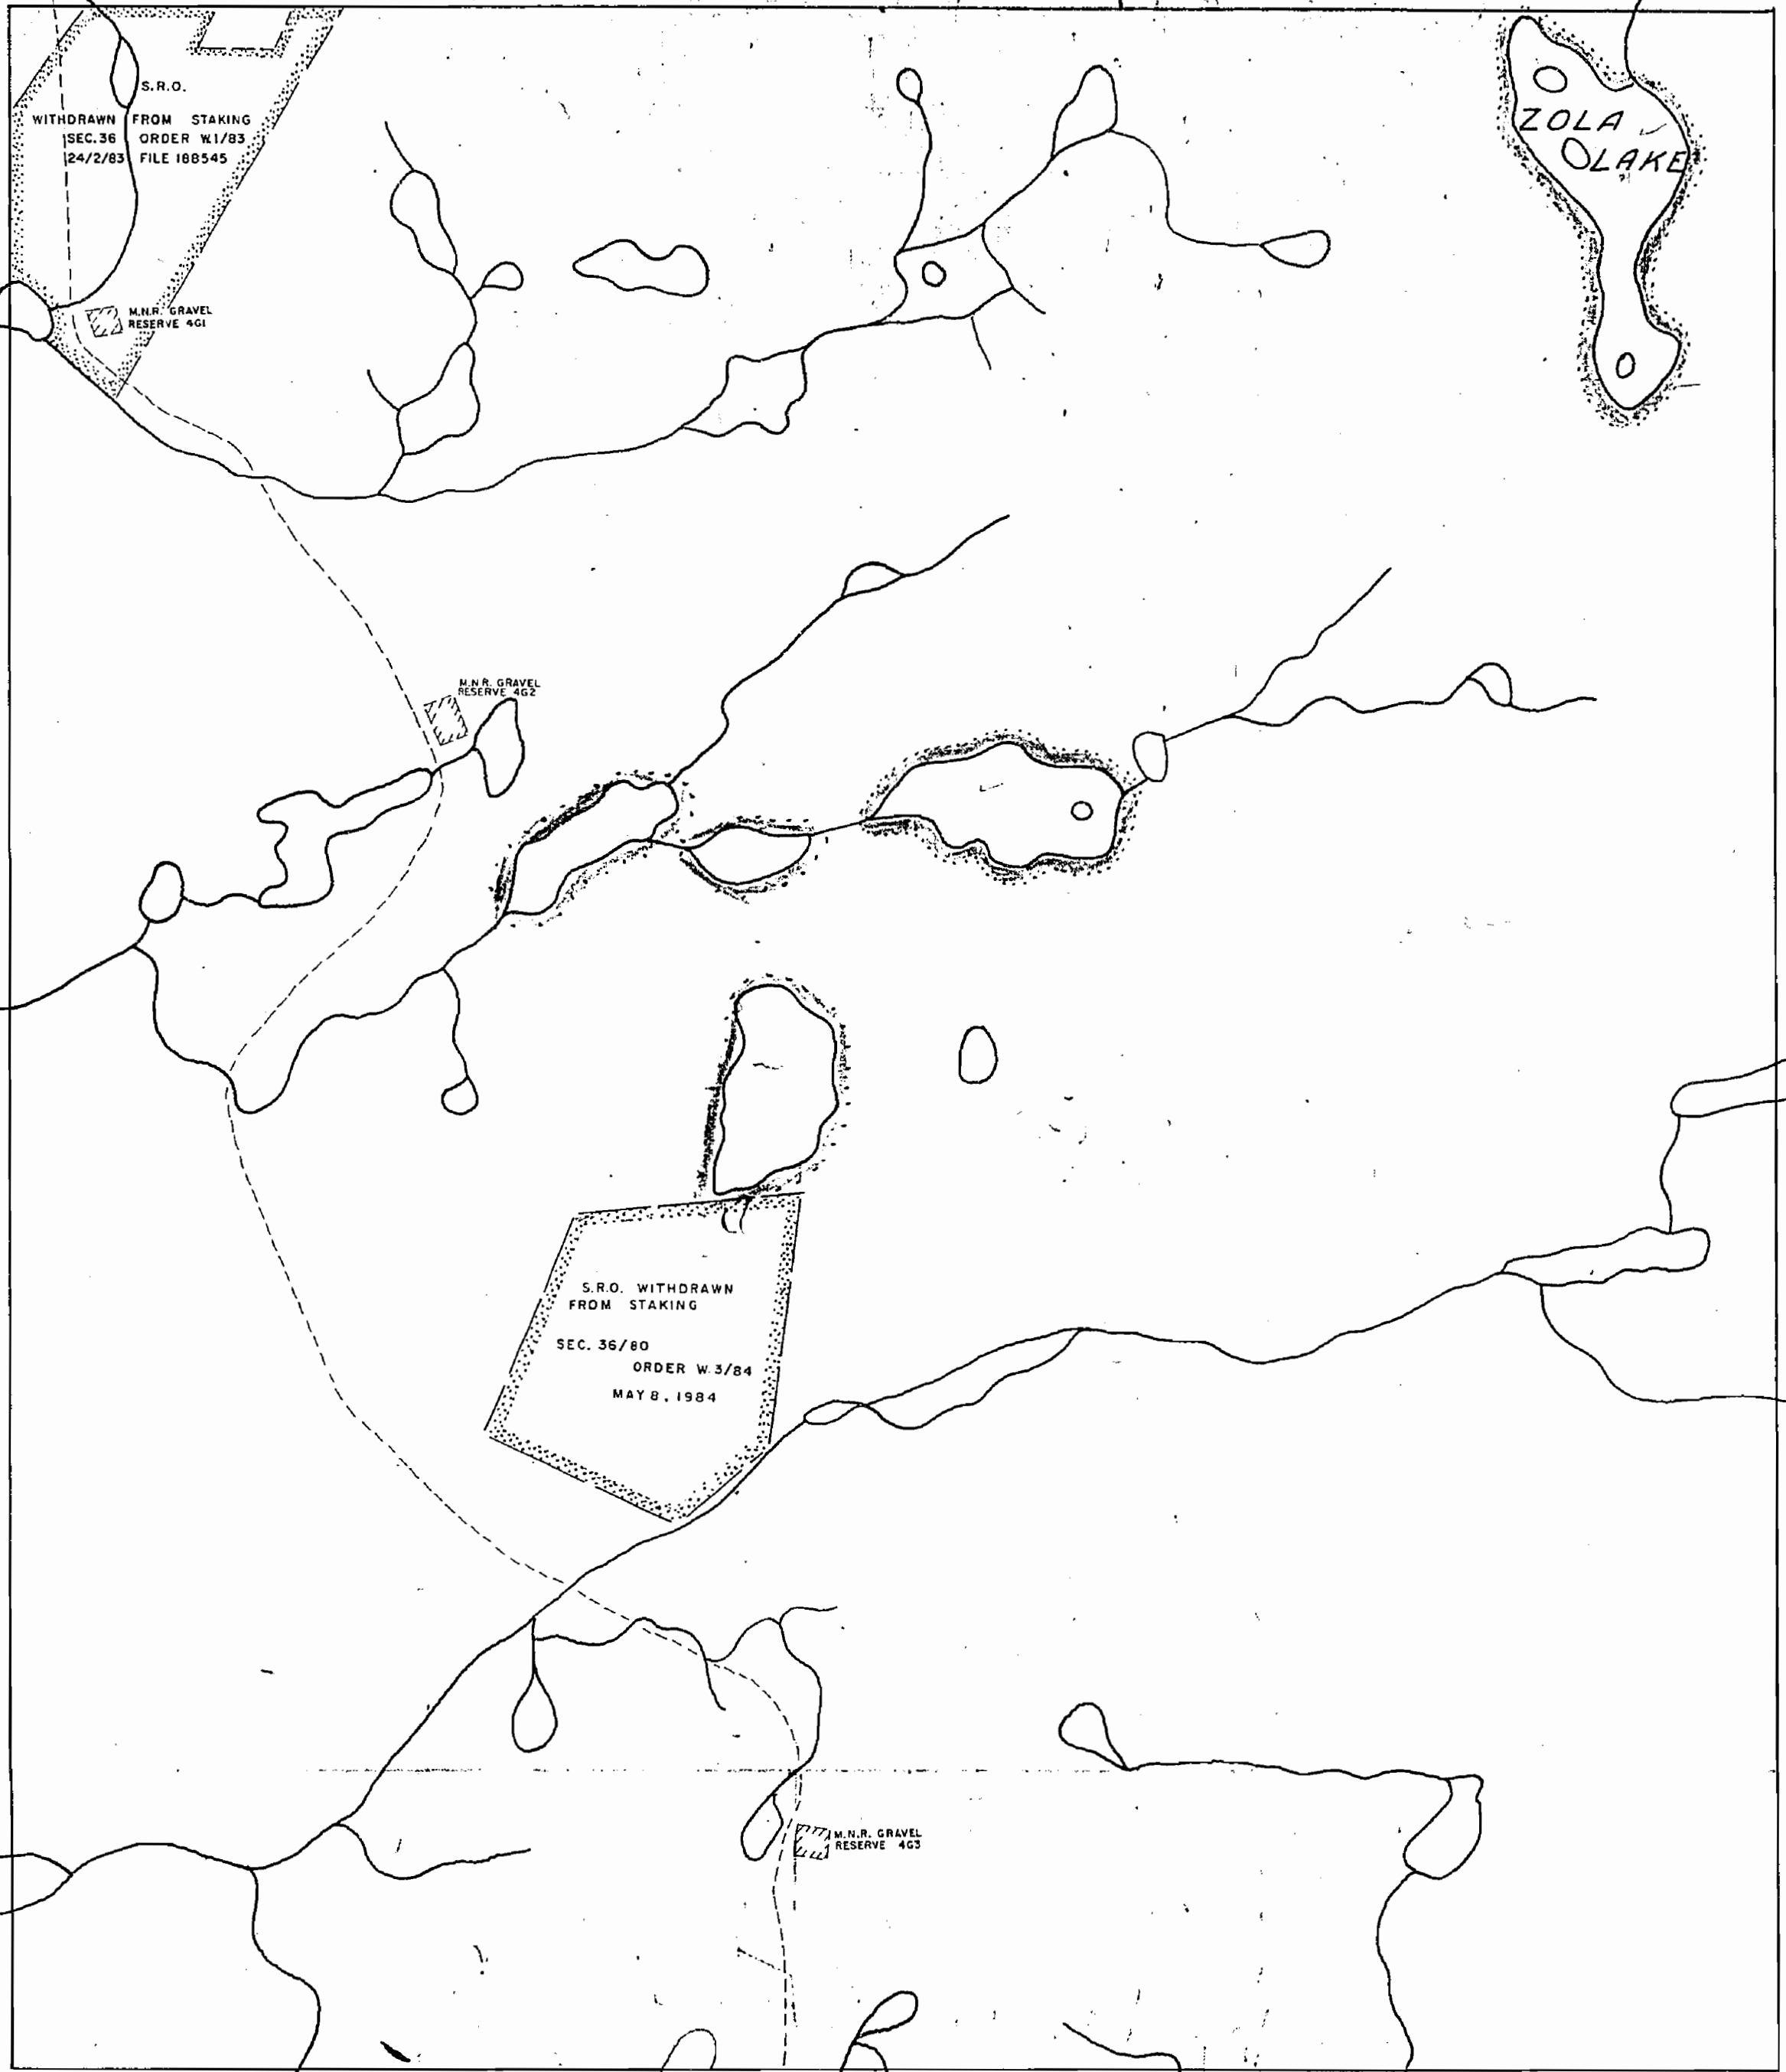 S.R.O.
WITHDRAWN FROM STAKING
SEC.36 ORDER W.1/83
24/2/83 FILE 188545
ZOLA
LAKE
M.N.R. GRAVEL
RESERVE 4G1
M.N.R. GRAVEL
RESERVE 4G2
S.R.O. WITHDRAWN
FROM STAKING
SEC. 36/80
ORDER W.3/84
MAY 8, 1984
M.N.R. GRAVEL
RESERVE 4G3